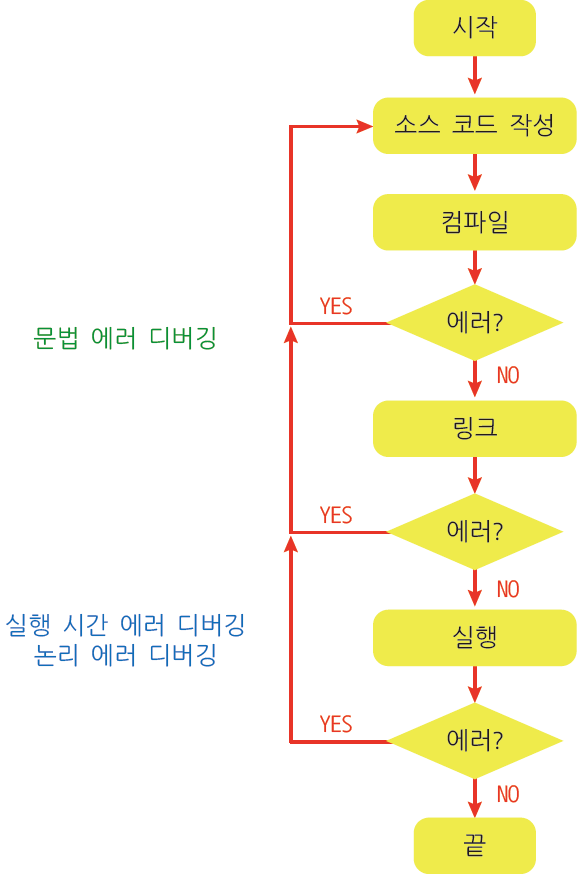 시작
소스 코드 작성
컴파일
YES
에러?
문법 에러 디버깅
NO
링크
YES
에러?
NO
실행 시간 에러 디버깅
논리 에러 디버깅
실행
YES
에러?
NO
끝